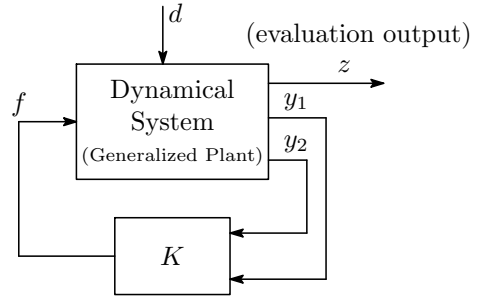 d
(evaluation output)
z
Dynamical
System
(Generalized Plant)
f
y₁
y₂
K